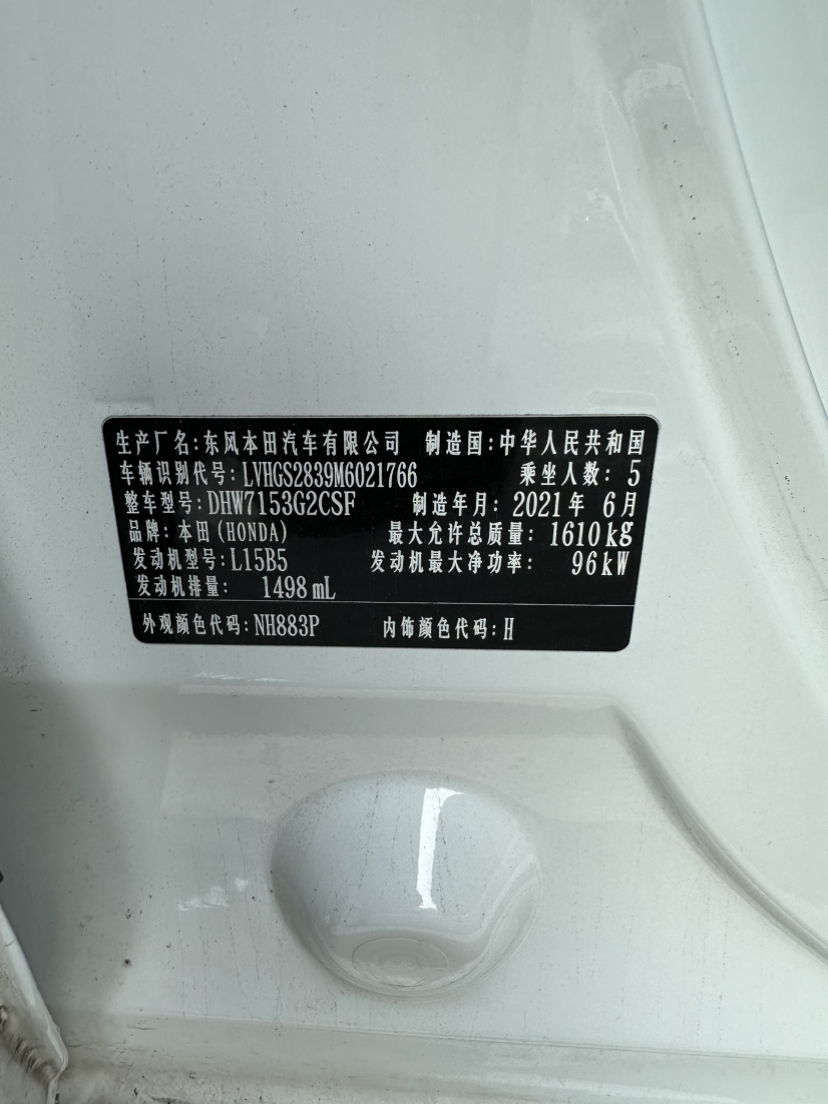 生产厂名:东风本田汽车有限公司 制造国:中华人民共和国
车辆识别代号:LVHGS2839M6021766 乘坐人数:5
整车型号:DHW7153G2CSF 制造年月:2021年 6月
品牌:本田(HONDA) 最大允许总质量:1610kg
发动机型号:L15B5 发动机最大净功率: 96kW
发动机排量: 1498mL
外观颜色代码:NH883P 内饰颜色代码:H